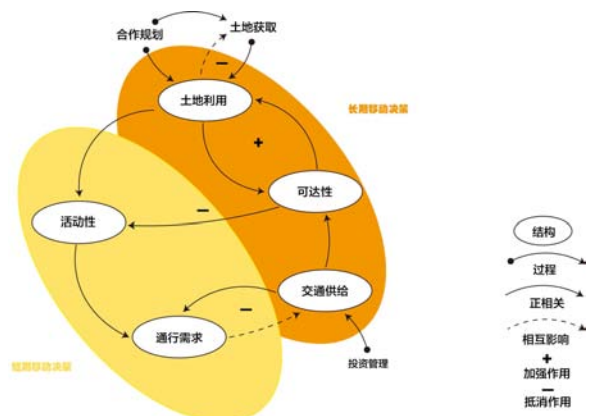 合作规划
土地获取
土地利用
长期移动决策
可达性
活动性
结构
过程
交通供给
正相关
通行需求
相互影响
投资管理
短期移动决策
加强作用
抵消作用